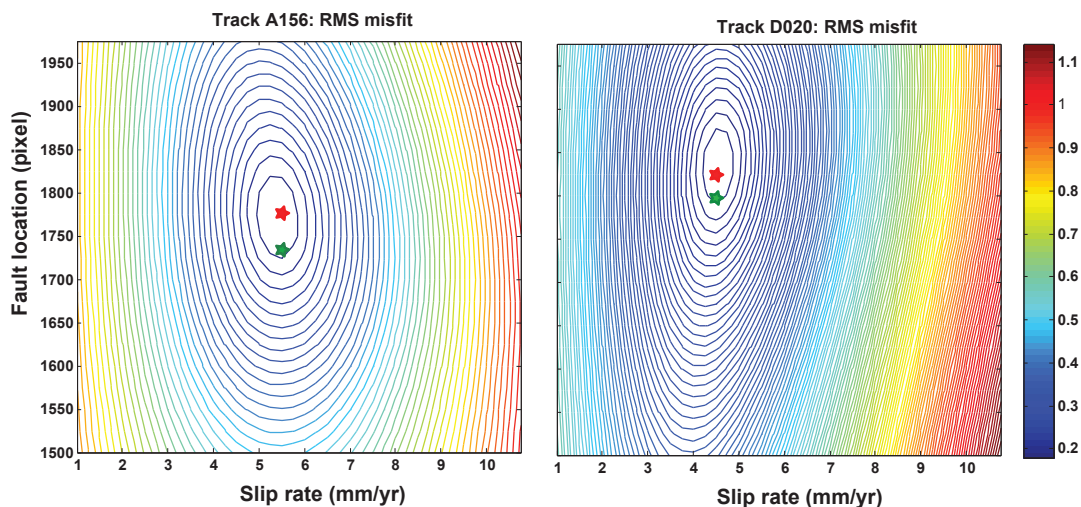 Track A156: RMS misfit
Fault location (pixel)
1950
1900
1850
1800
1750
1700
1650
1600
1550
1500
1 2 3 4 5 6 7 8 9 10
Slip rate (mm/yr)
Track D020: RMS misfit
1 2 3 4 5 6 7 8 9 10
Slip rate (mm/yr)
1.1
1
0.9
0.8
0.7
0.6
0.5
0.4
0.3
0.2